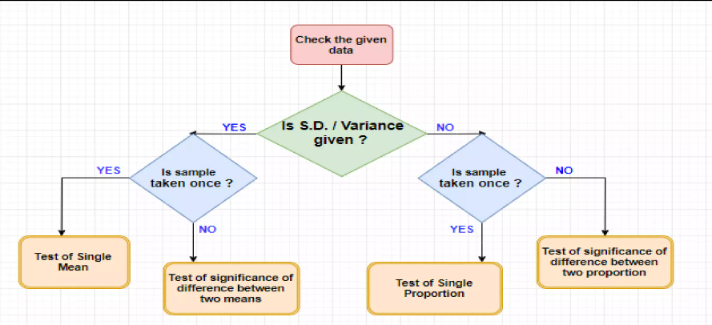 Check the given
data
Is S.D. / Variance
given ?
YES
NO
Is sample
taken once ?
Is sample
taken once ?
YES
NO
YES
NO
Test of Single
Mean
Test of significance of
difference between
two means
Test of Single
Proportion
Test of significance of
difference between
two proportion